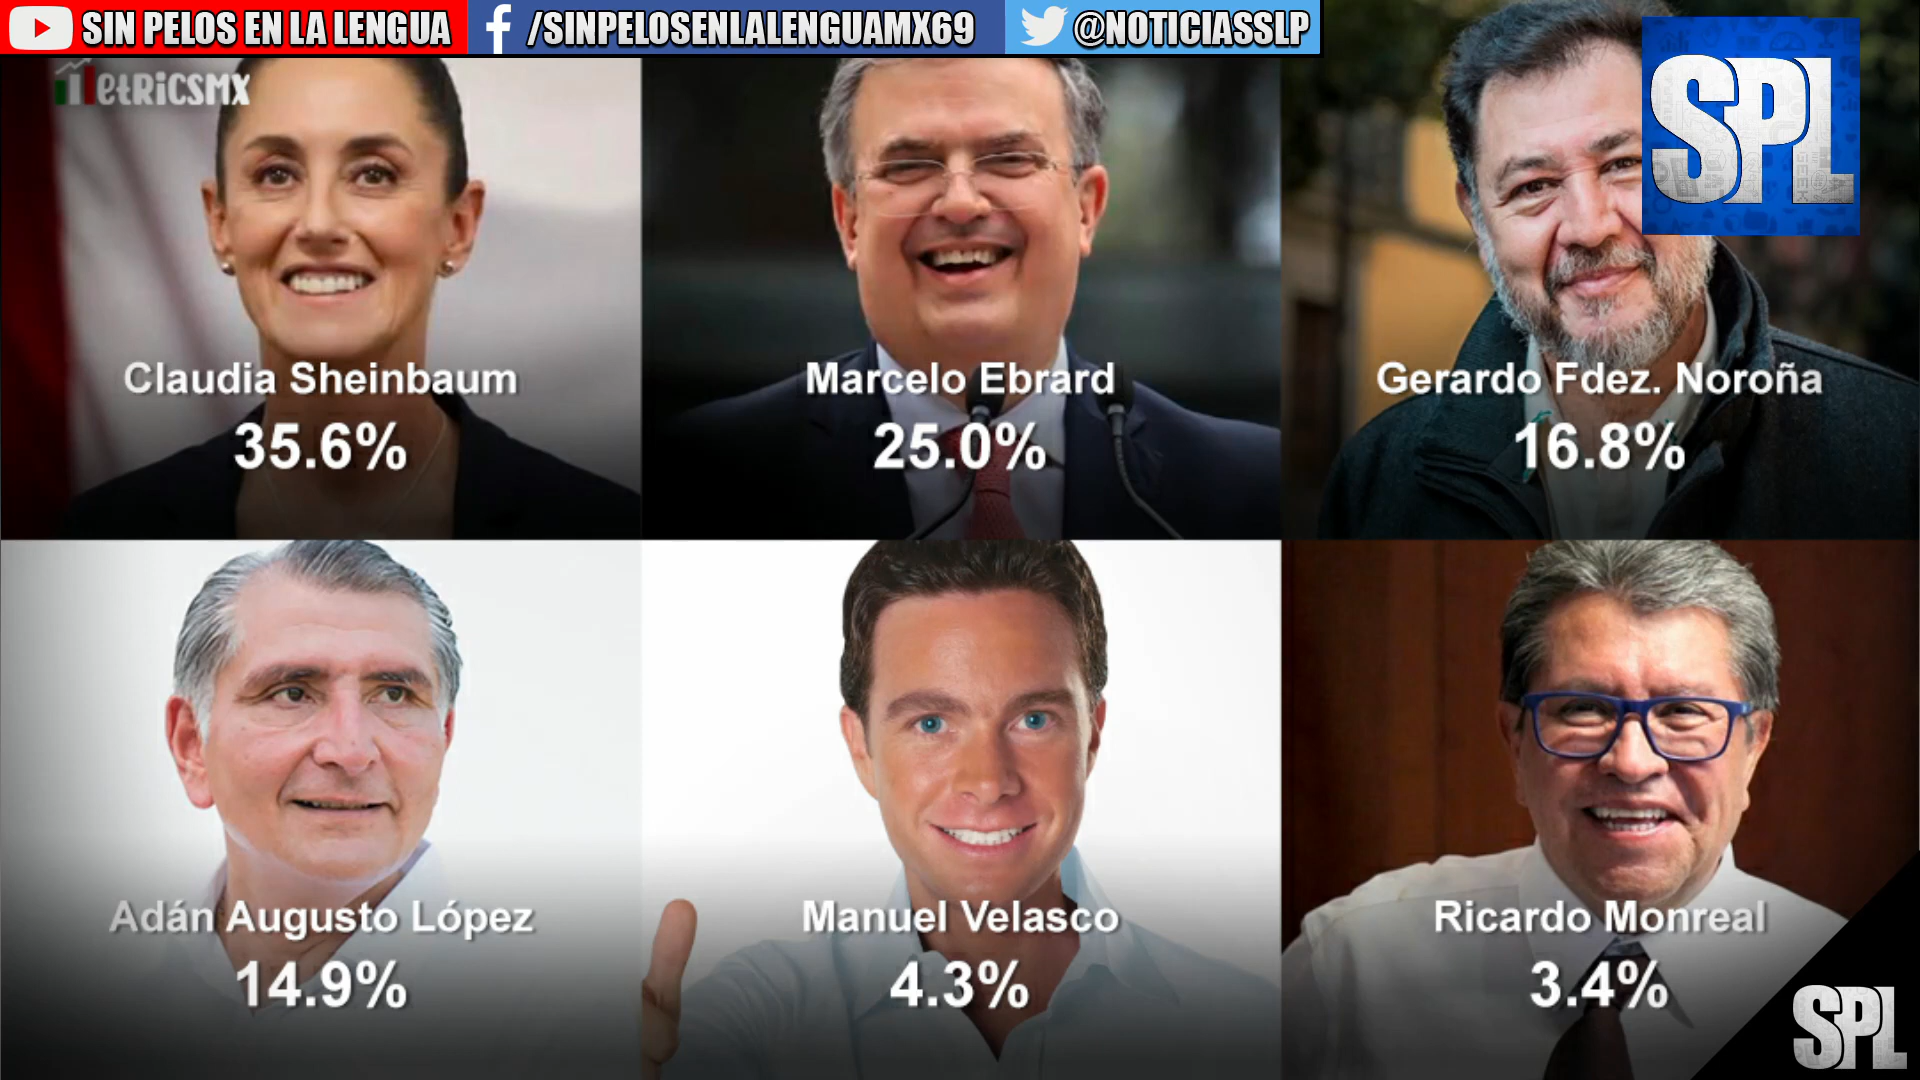 SIN PELOS EN LA LENGUA
/SINPELOSENLALENGUAMX69
@NOTICIASSLP
etRicsMX
SPL
Claudia Sheinbaum
35.6%
Marcelo Ebrard
25.0%
Gerardo Fdez. Noroña
16.8%
Adán Augusto López
14.9%
Manuel Velasco
4.3%
Ricardo Monreal
3.4%
SPL